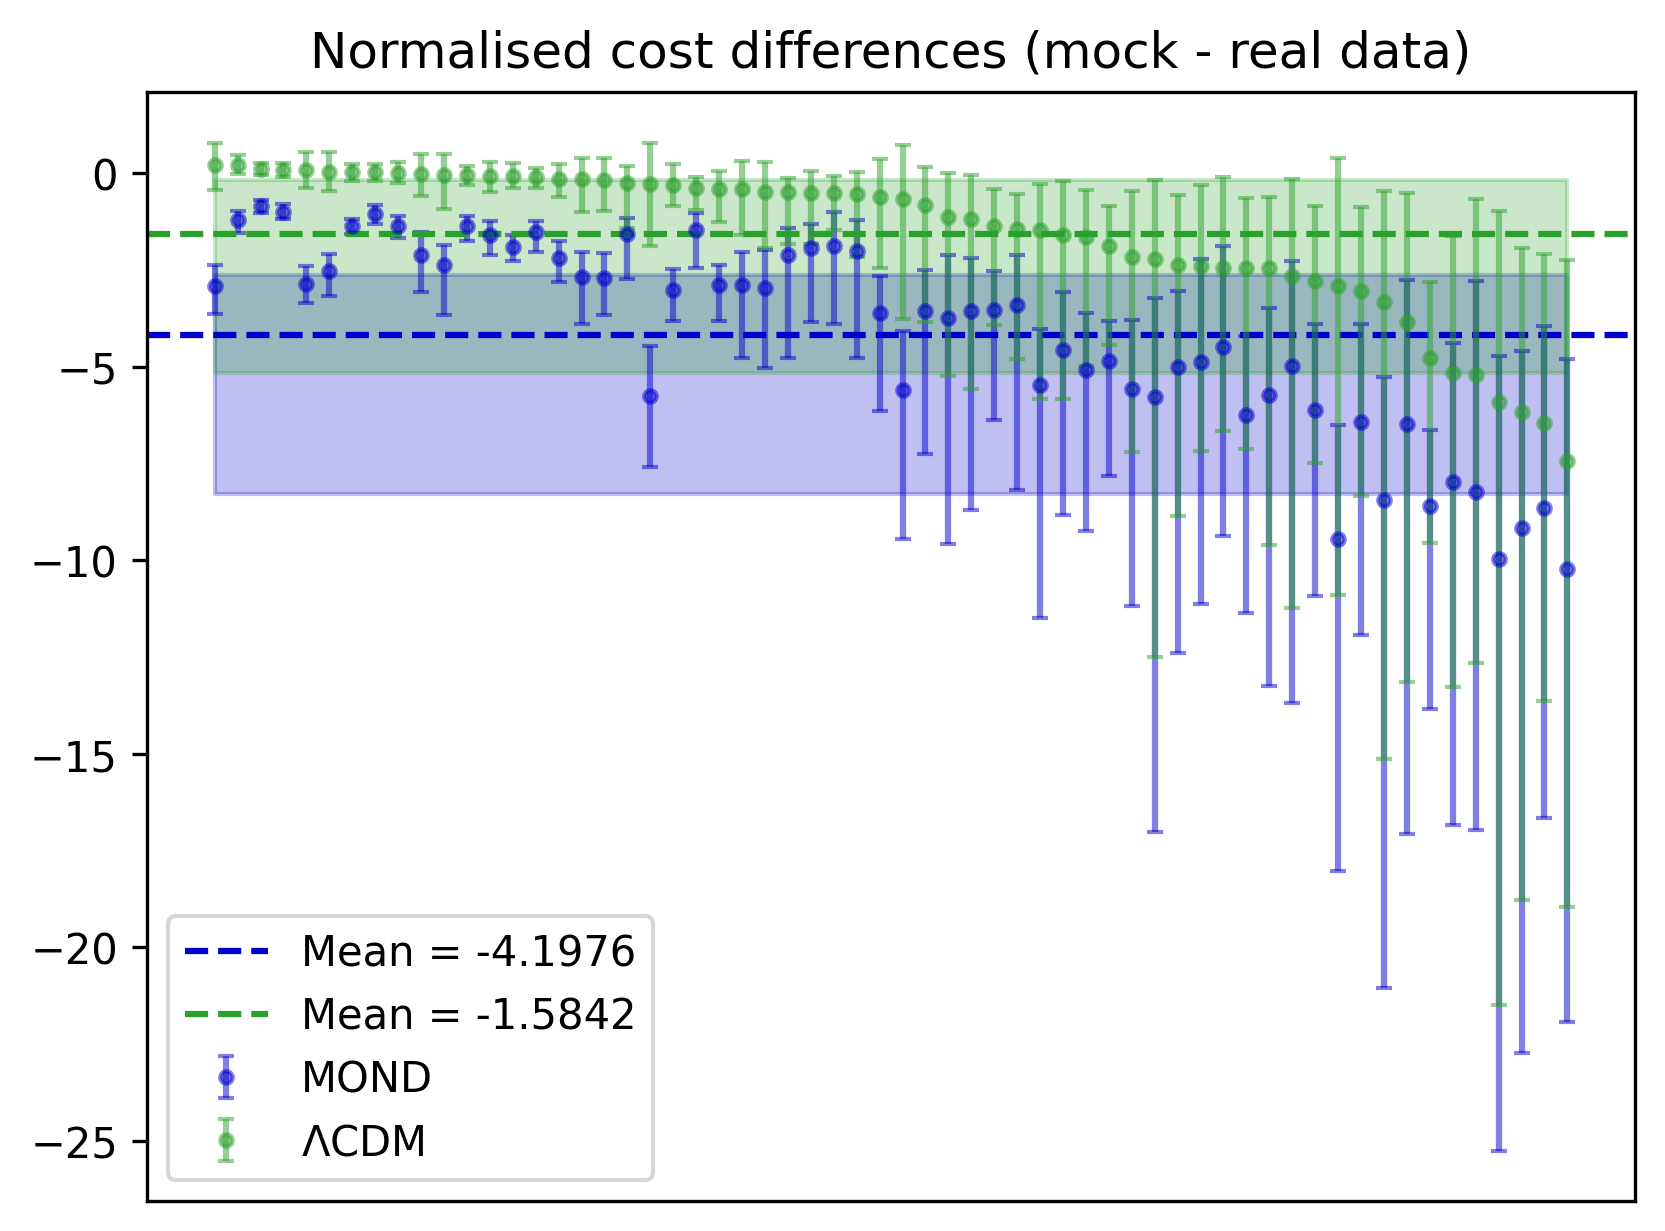 Normalised cost differences (mock - real data)
0
−5
−10
−15
−20
−25
Mean = -4.1976
Mean = -1.5842
MOND
ΛCDM